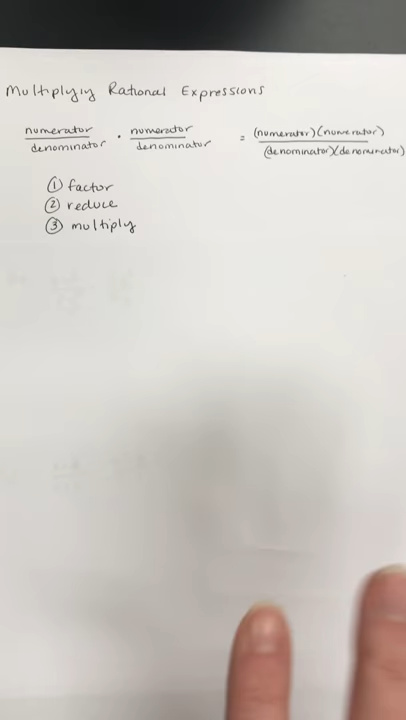 Multiplying Rational Expressions
numerator/denominator · numerator/denominator = (numerator)(numerator)/(denominator)(denominator)
① factor
② reduce
③ multiply